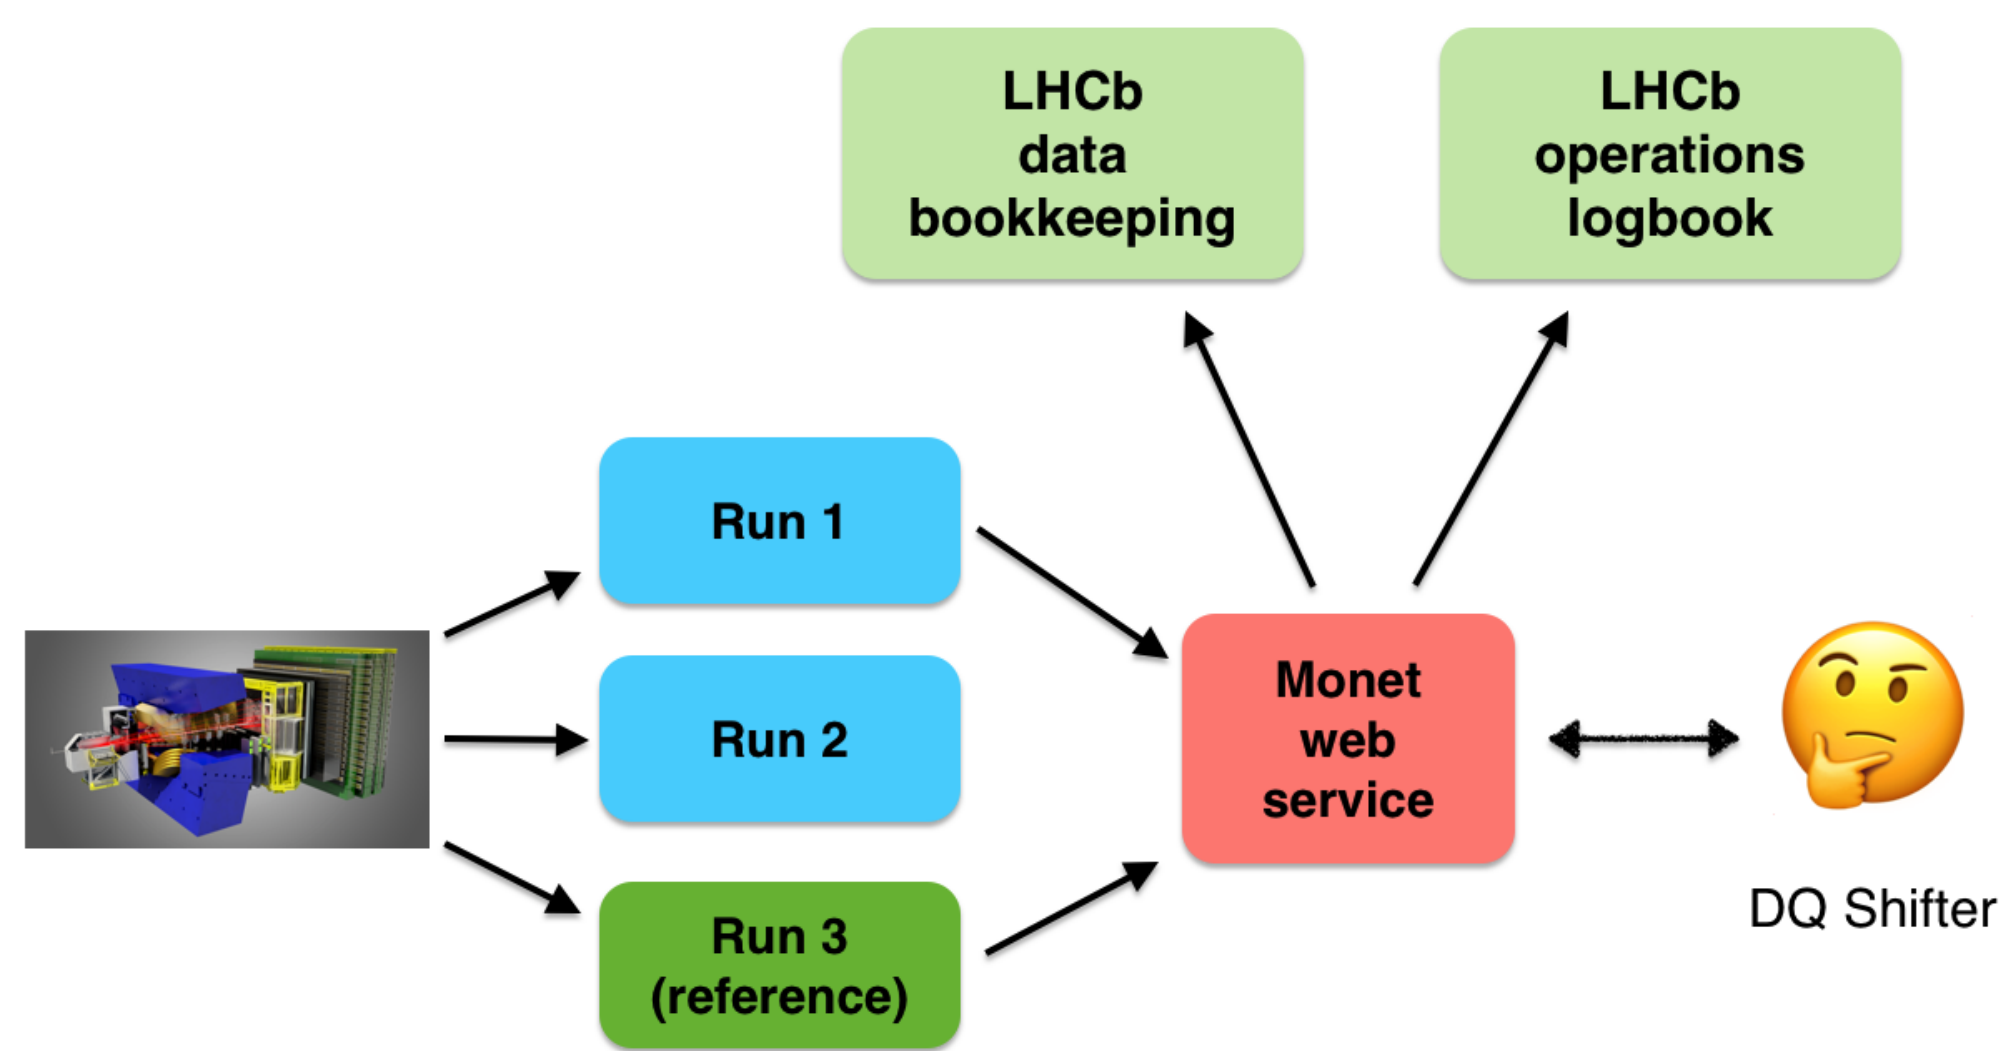 LHCb
data
bookkeeping
LHCb
operations
logbook
Run 1
Run 2
Run 3
(reference)
Monet
web
service
DQ Shifter